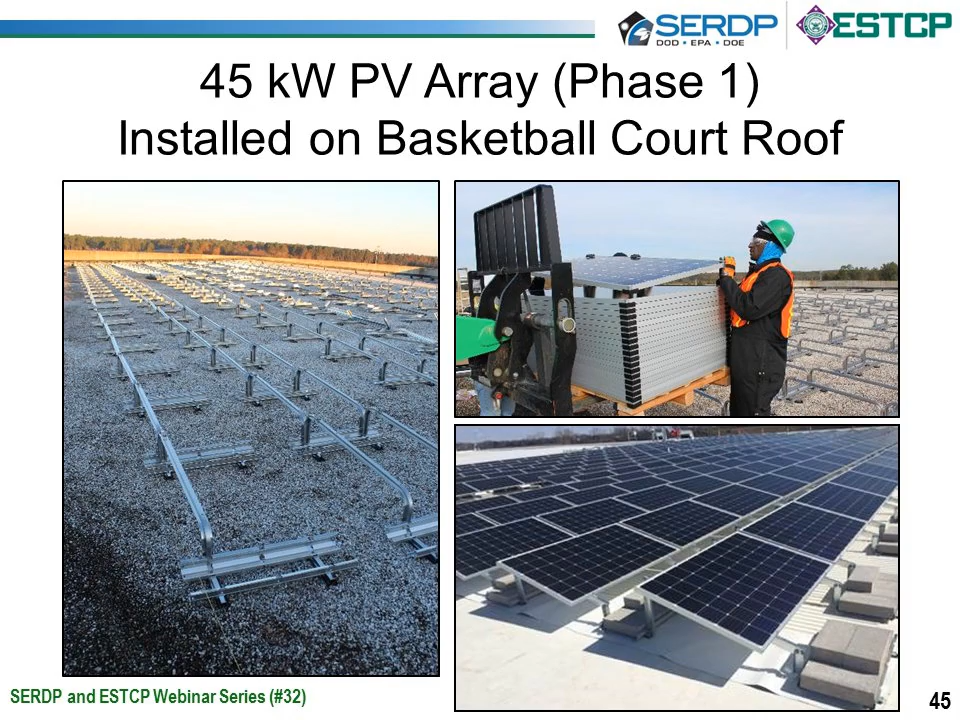 SERDP
DOD • EPA • DOE
ESTCP
45 kW PV Array (Phase 1)
Installed on Basketball Court Roof
SERDP and ESTCP Webinar Series (#32)
45